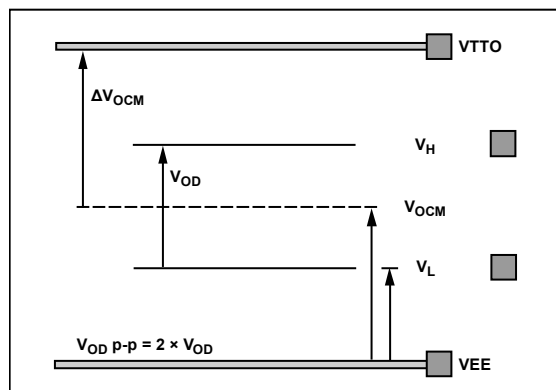 VTTO
ΔVOCM
VH
VOD
VOCM
VL
VOD p-p = 2 × VOD
VEE